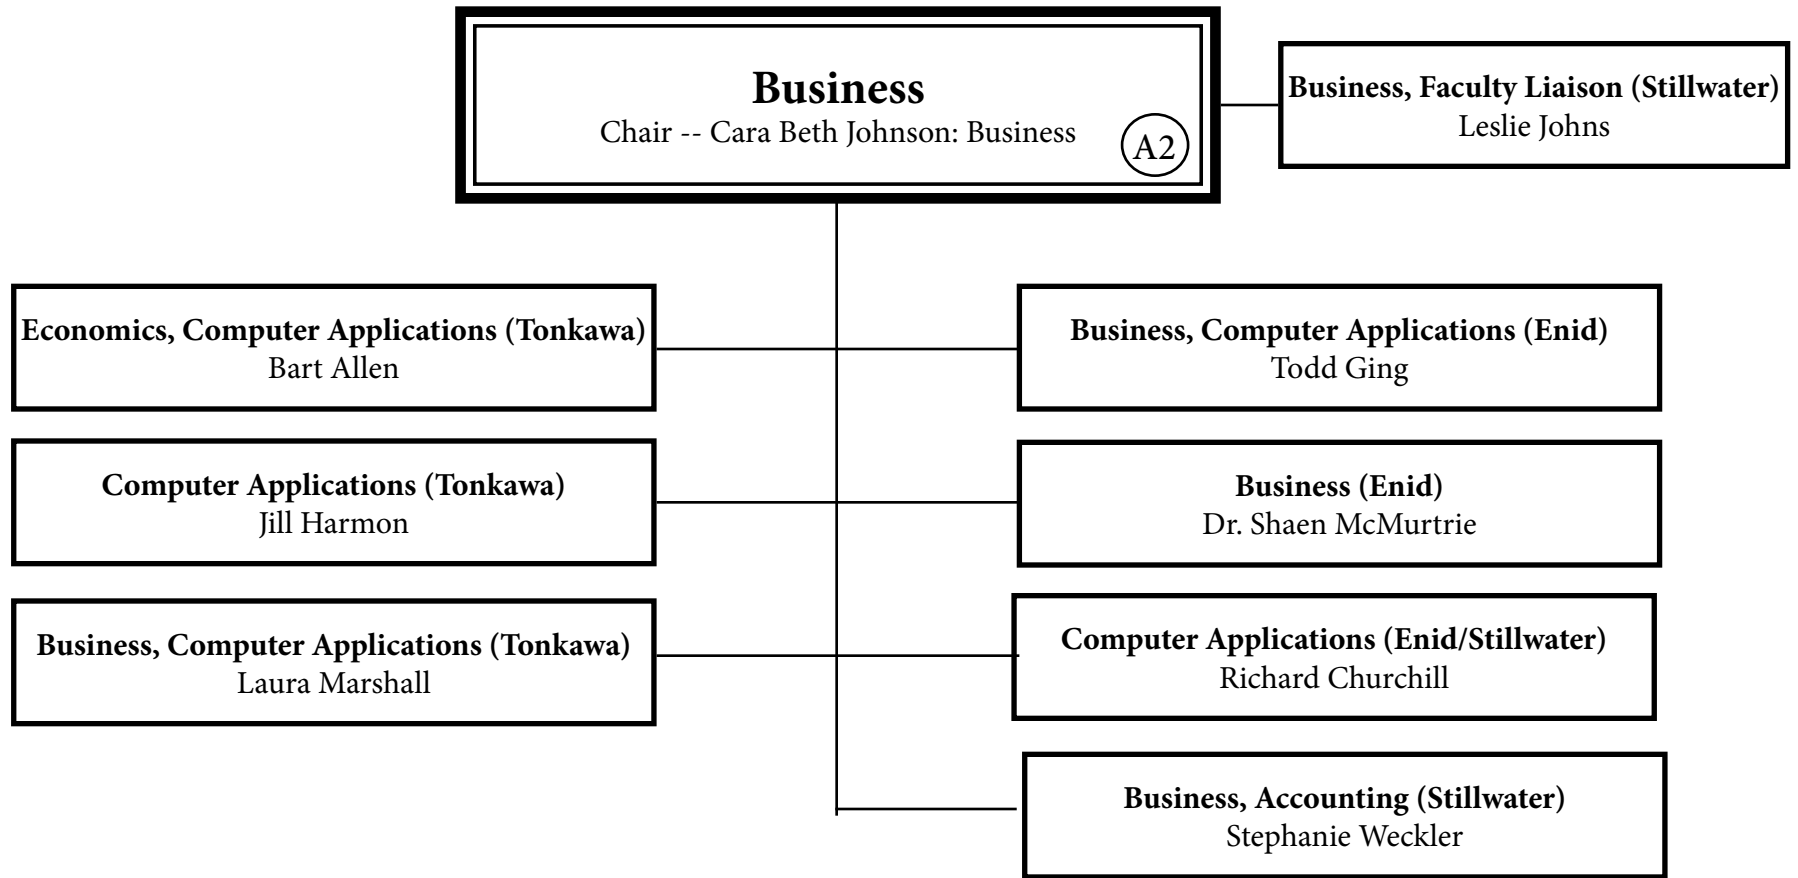 Business
Chair -- Cara Beth Johnson: Business
A2
Business, Faculty Liaison (Stillwater)
Leslie Johns
Economics, Computer Applications (Tonkawa)
Bart Allen
Business, Computer Applications (Enid)
Todd Ging
Computer Applications (Tonkawa)
Jill Harmon
Business (Enid)
Dr. Shaen McMurtrie
Business, Computer Applications (Tonkawa)
Laura Marshall
Computer Applications (Enid/Stillwater)
Richard Churchill
Business, Accounting (Stillwater)
Stephanie Weckler